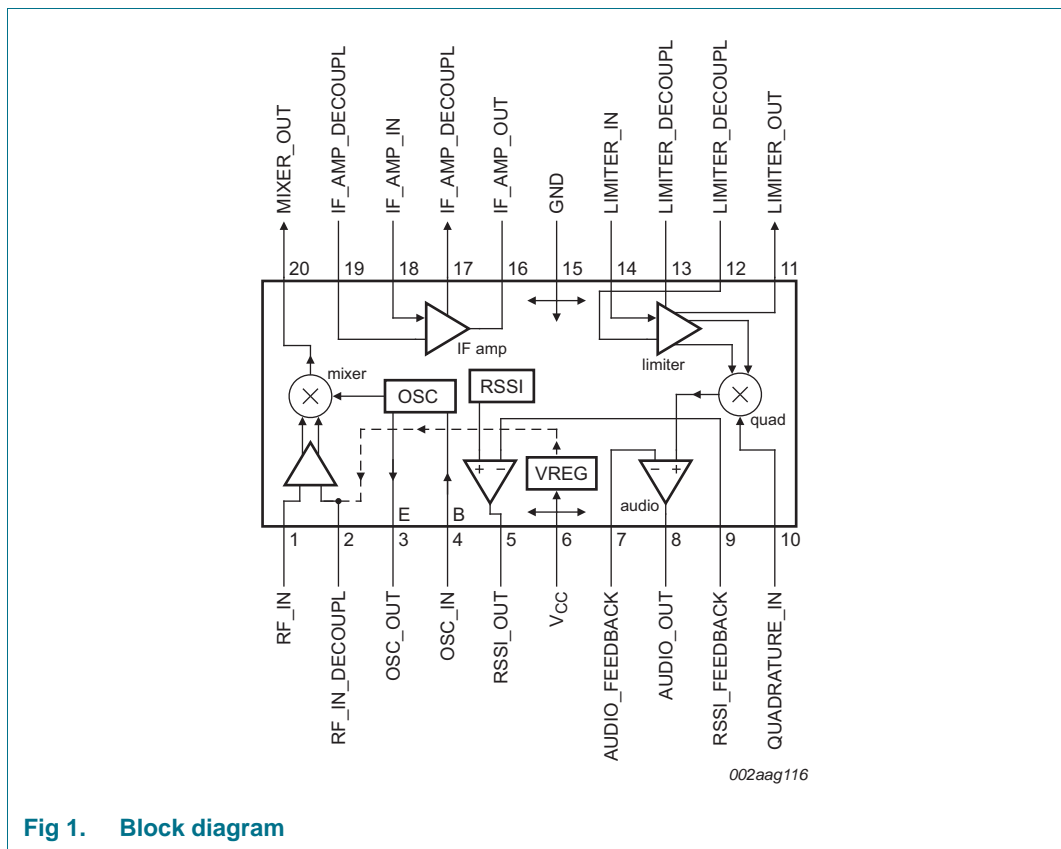 MIXER_OUT
IF_AMP_DECOUPL
IF_AMP_IN
IF_AMP_DECOUPL
IF_AMP_OUT
GND
LIMITER_IN
LIMITER_DECOUPL
LIMITER_DECOUPL
LIMITER_OUT
20 19 18 17 16 15 14 13 12 11
IF amp
limiter
mixer
OSC
RSSI
quad
+ −
VREG
− +
audio
E B
1 2 3 4 5 6 7 8 9 10
RF_IN
RF_IN_DECOUPL
OSC_OUT
OSC_IN
RSSI_OUT
VCC
AUDIO_FEEDBACK
AUDIO_OUT
RSSI_FEEDBACK
QUADRATURE_IN
002aag116
Fig 1. Block diagram